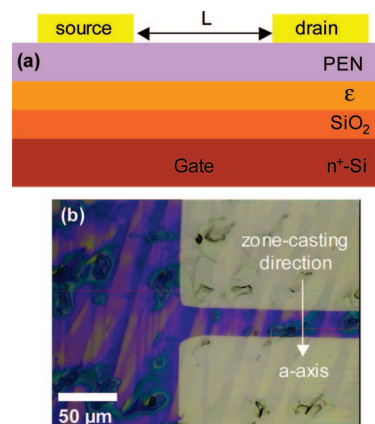 source
L
drain
(a)
PEN
ε
SiO₂
Gate
n⁺-Si
(b)
zone-casting
direction
a-axis
50 µm